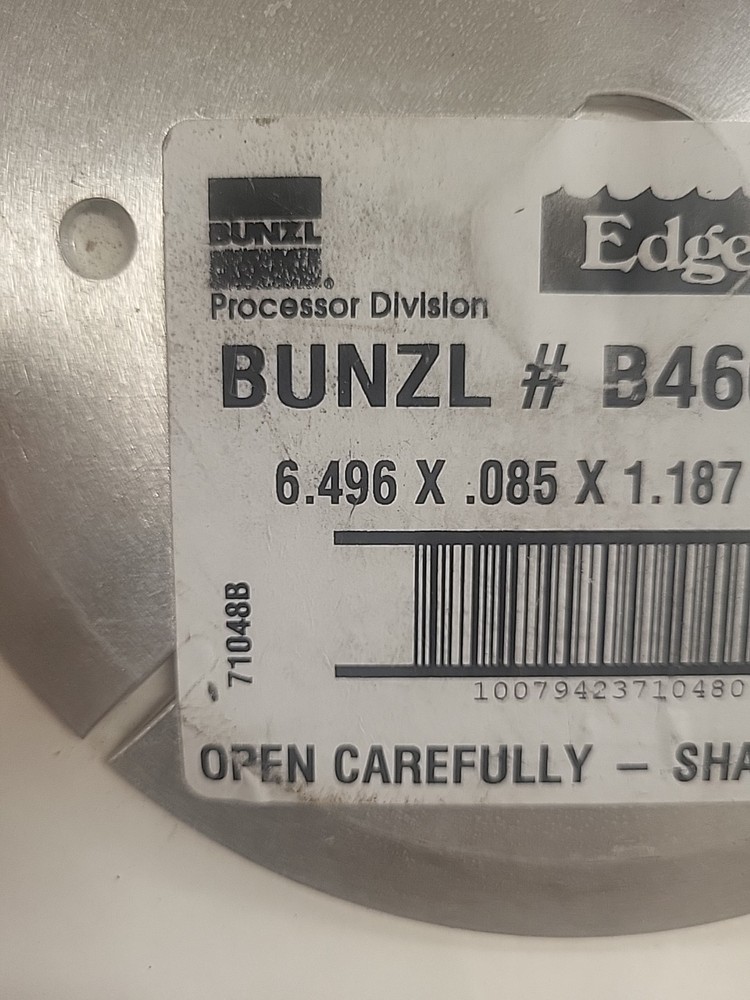 BUNZL
®
Processor Division
Edge
BUNZL # B46
6.496 X .085 X 1.187
71048B
10079423710480
OPEN CAREFULLY – SHA